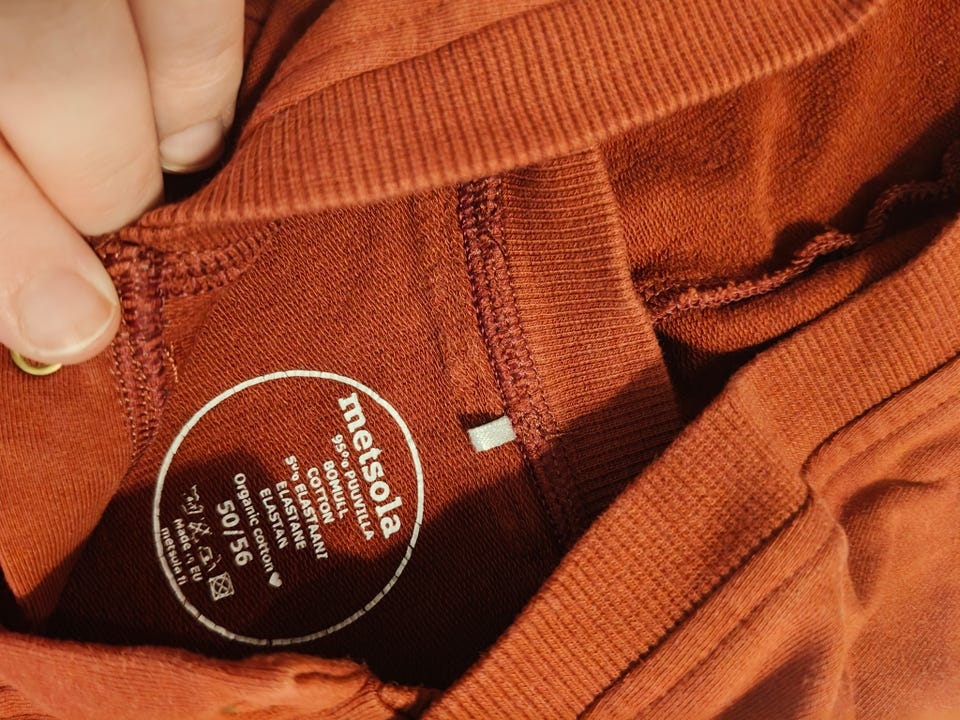 metsola
95% PUUVILLA
BOMULL
COTTON
5% ELASTAANI
ELASTANE
ELASTAN
Organic cotton ♥
50/56
Made in EU
metsola.fi